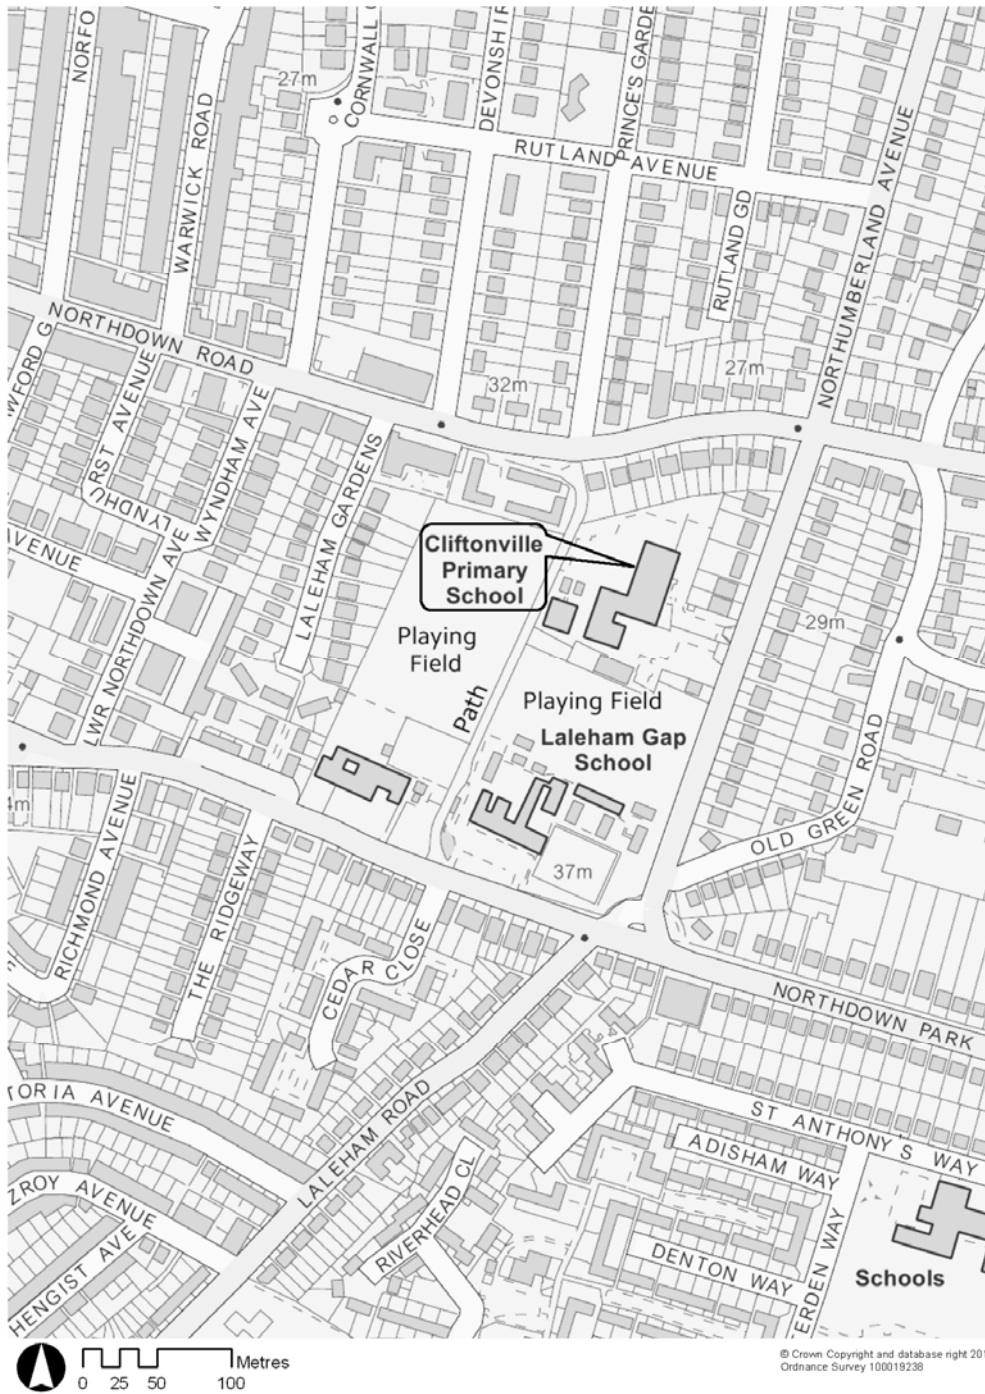 NORFO
WARWICK ROAD
27m
CORNWALL
DEVONSHIR
PRINCE'S GARDE
RUTLAND AVENUE
RUTLAND GD
NORTHUMBERLAND AVENUE
NORTHDOWN ROAD
WFORD G
RST AVENUE
LYNDHU
WYNDHAM AVE
32m
27m
LALEHAM GARDENS
AVENUE
LWR NORTHDOWN AVE
Cliftonville
Primary
School
Playing
Field
Path
Playing Field
Laleham Gap
School
29m
OLD GREEN ROAD
4m
RICHMOND AVENUE
THE RIDGEWAY
CEDAR CLOSE
37m
NORTHDOWN PARK
TORIA AVENUE
LALEHAM ROAD
ST ANTHONY'S WAY
ADISHAM WAY
ZROY AVENUE
HENGIST AVE
RIVERHEAD CL
DENTON WAY
ERDEN WAY
Schools
Metres
0 25 50 100
© Crown Copyright and database right 201
Ordnance Survey 100019238